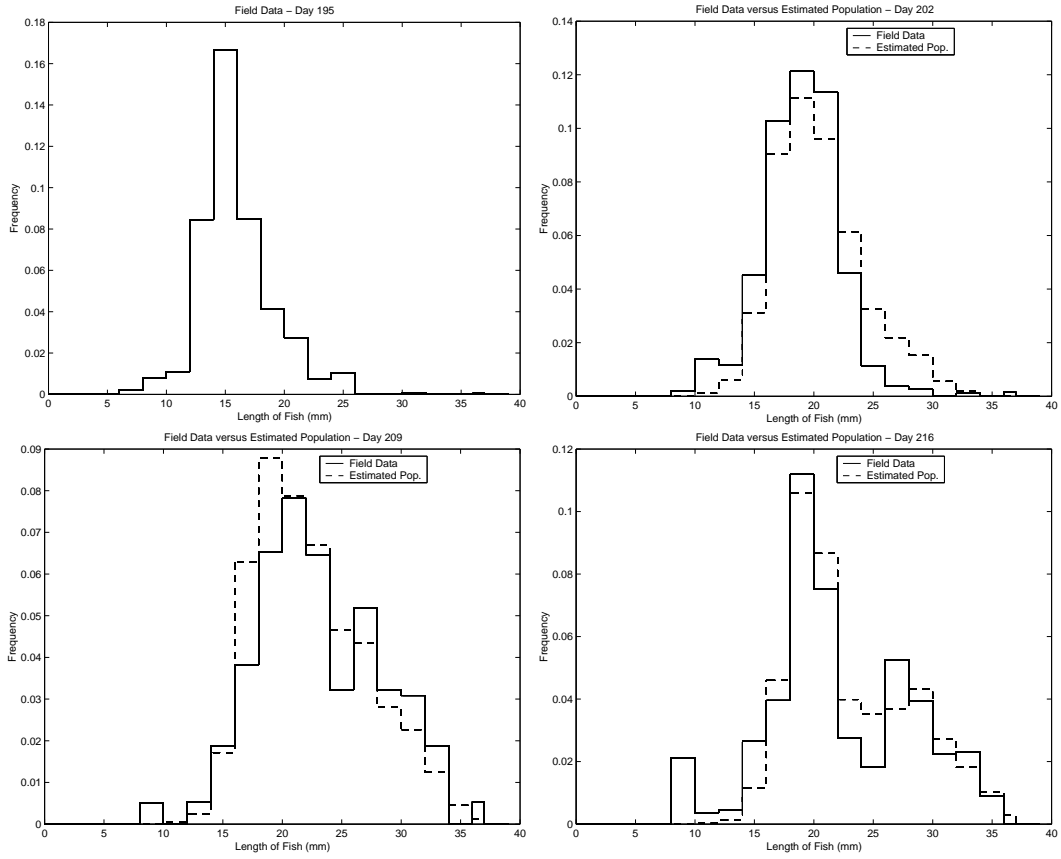 Field Data – Day 195
0.18
0.16
0.14
0.12
0.1
0.08
0.06
0.04
0.02
0
Frequency
0 5 10 15 20 25 30 35 40
Length of Fish (mm)
Field Data versus Estimated Population – Day 202
Field Data
Estimated Pop.
0.14
0.12
0.1
0.08
0.06
0.04
0.02
0
Frequency
0 5 10 15 20 25 30 35 40
Length of Fish (mm)
Field Data versus Estimated Population – Day 209
Field Data
Estimated Pop.
0.09
0.08
0.07
0.06
0.05
0.04
0.03
0.02
0.01
0
Frequency
0 5 10 15 20 25 30 35 40
Length of Fish (mm)
Field Data versus Estimated Population – Day 216
Field Data
Estimated Pop.
0.12
0.1
0.08
0.06
0.04
0.02
0
Frequency
0 5 10 15 20 25 30 35 40
Length of Fish (mm)